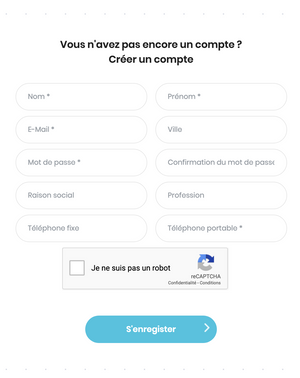 Vous n'avez pas encore un compte ?
Créer un compte
Nom *
Prénom *
E-Mail *
Ville
Mot de passe *
Confirmation du mot de passe
Raison social
Profession
Téléphone fixe
Téléphone portable *
Je ne suis pas un robot
reCAPTCHA
Confidentialité - Conditions
S'enregister